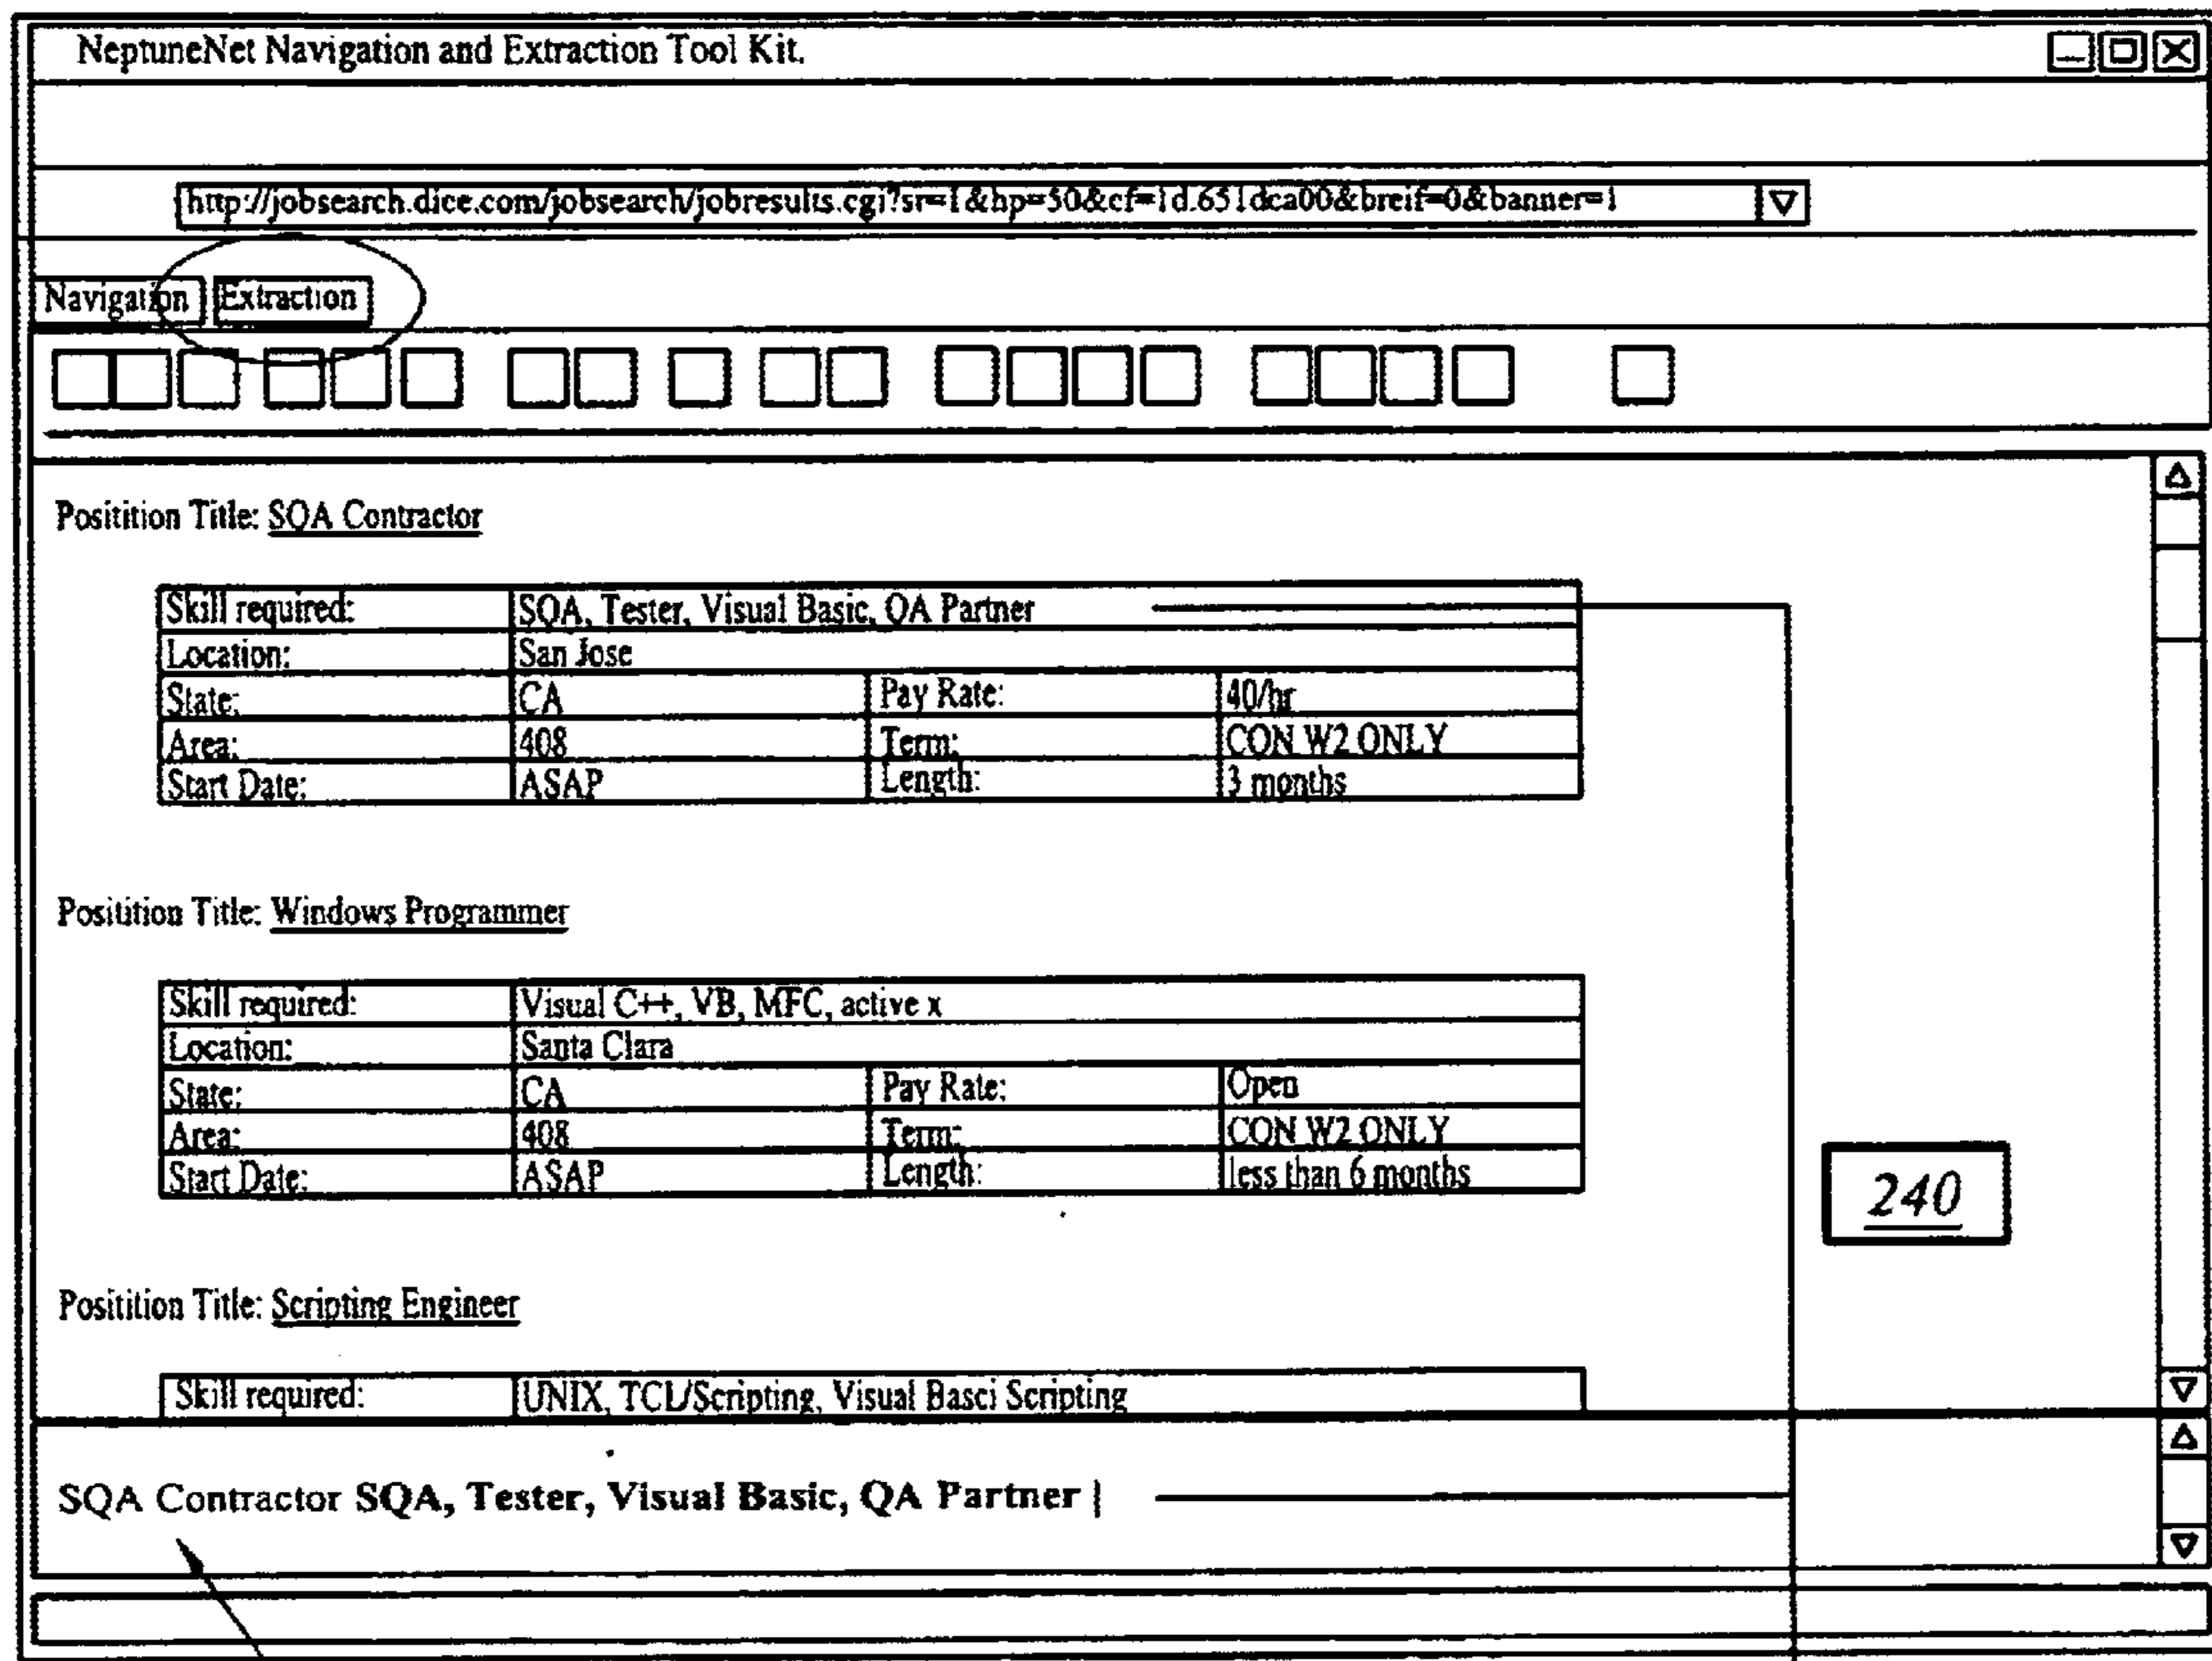 NeptuneNet Navigation and Extraction Tool Kit.
http://jobsearch.dice.com/jobsearch/jobresults.cgi?sr=1&hp=50&cf=1d.651dca00&breif=0&banner=1
Navigation Extraction
Positition Title: SQA Contractor
Skill required: SQA, Tester, Visual Basic, QA Partner
Location: San Jose
State: CA Pay Rate: 40/hr
Area: 408 Term: CON W2 ONLY
Start Date: ASAP Length: 3 months
Positition Title: Windows Programmer
Skill required: Visual C++, VB, MFC, active x
Location: Santa Clara
State: CA Pay Rate: Open
Area: 408 Term: CON W2 ONLY
Start Date: ASAP Length: less than 6 months
240
Positition Title: Scripting Engineer
Skill required: UNIX, TCL/Scripting, Visual Basci Scripting
SQA Contractor SQA, Tester, Visual Basic, QA Partner |